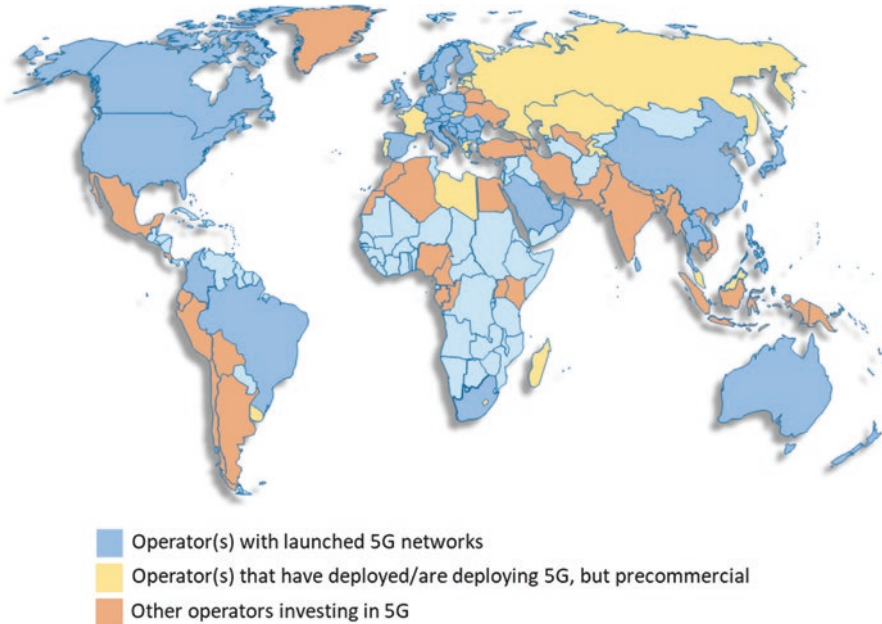 Operator(s) with launched 5G networks
Operator(s) that have deployed/are deploying 5G, but precommercial
Other operators investing in 5G